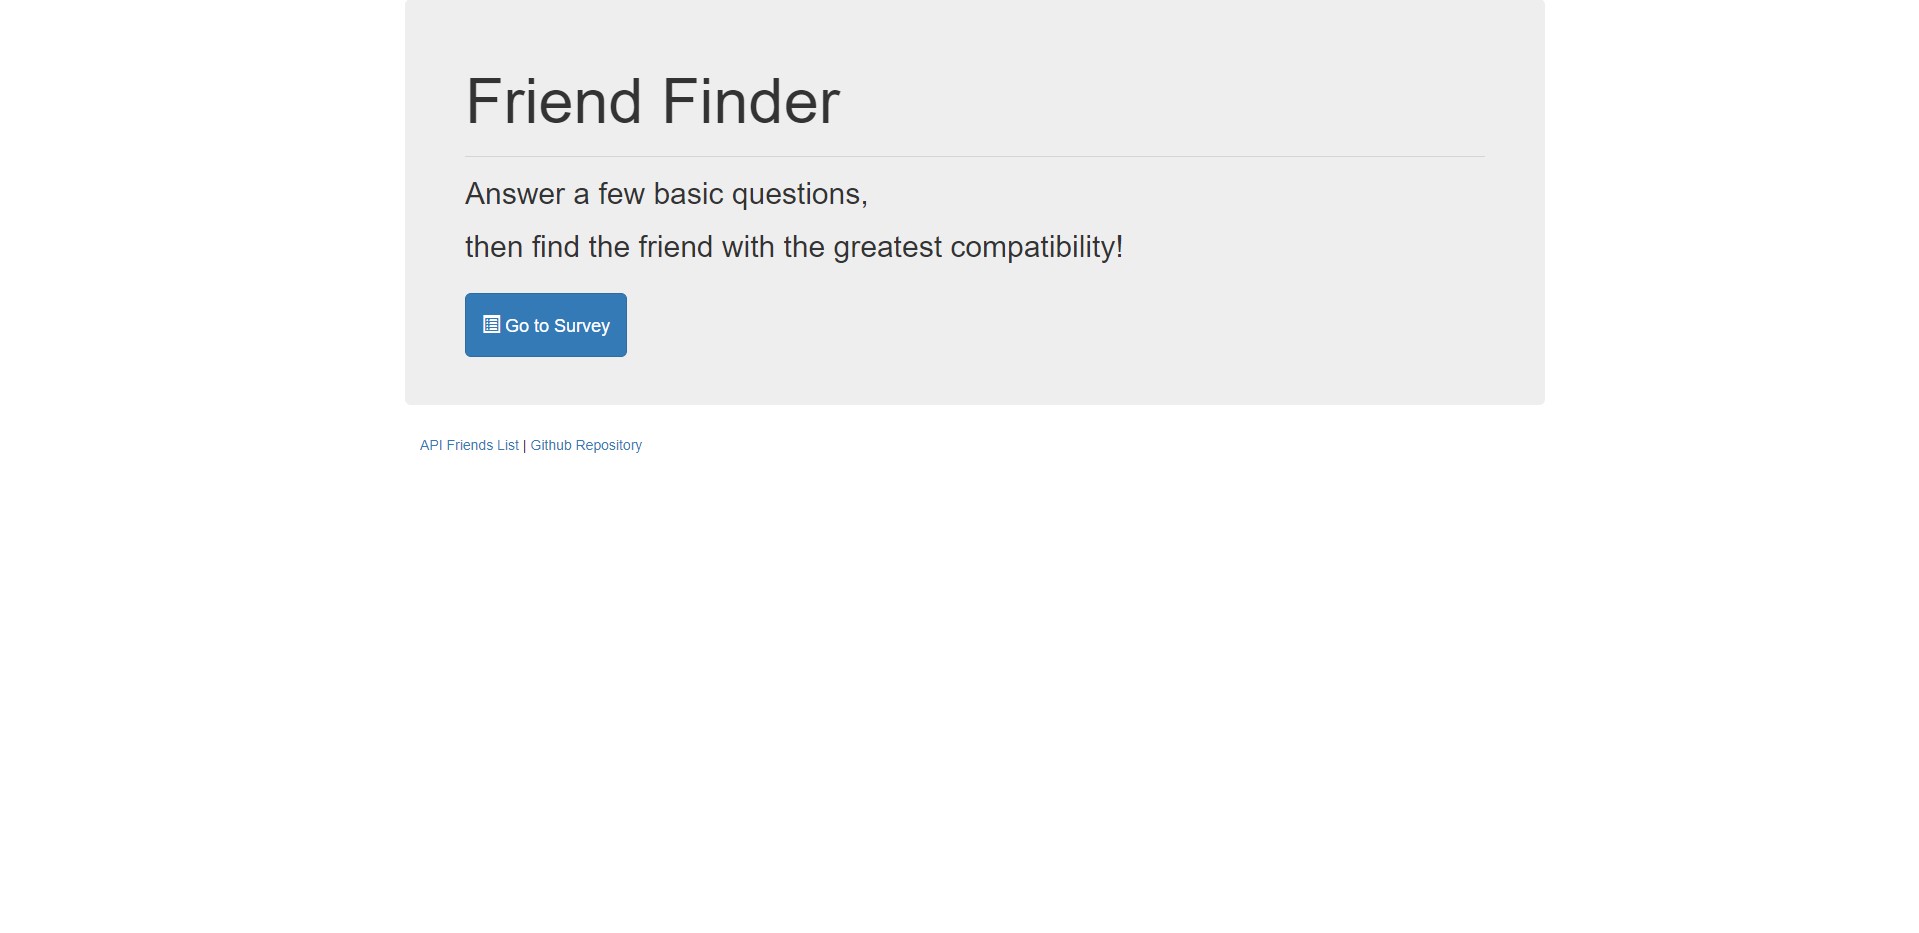 Friend Finder
Answer a few basic questions,
then find the friend with the greatest compatibility!
Go to Survey
API Friends List | Github Repository